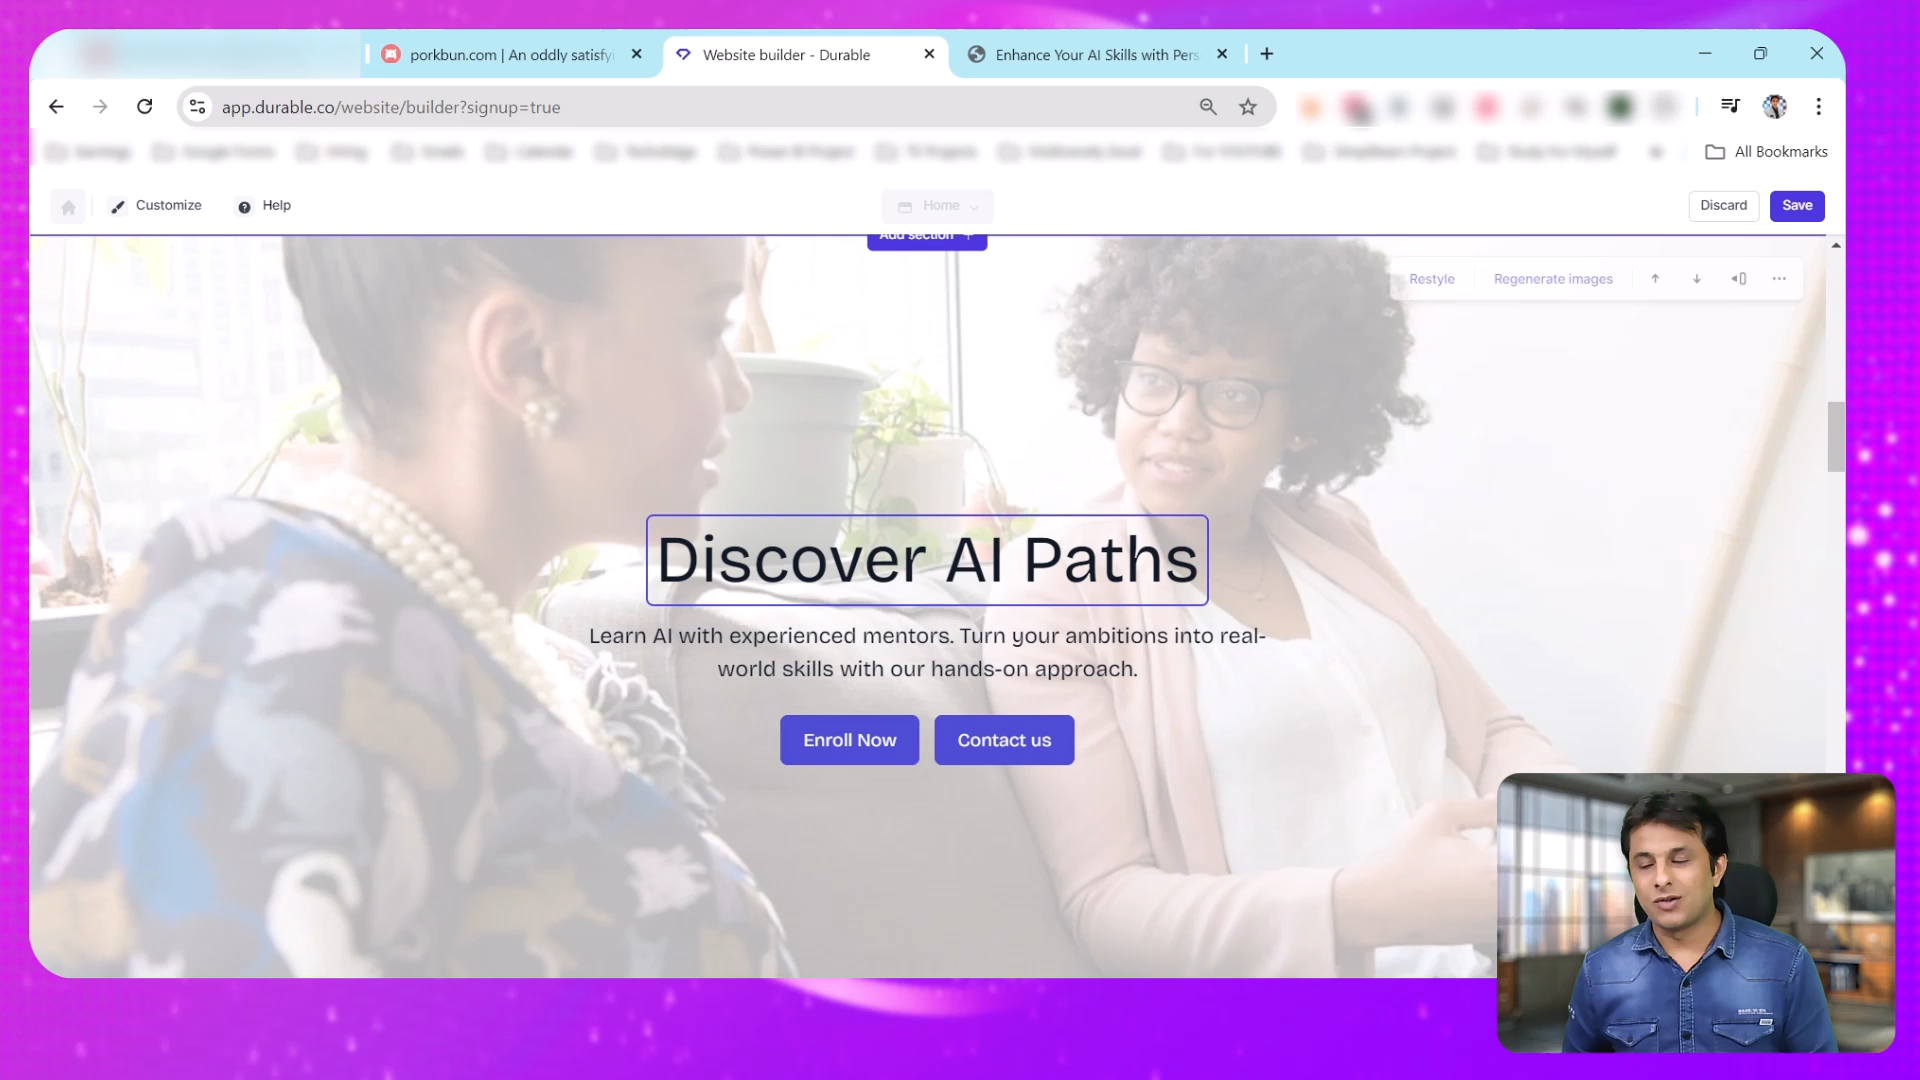 porkbun.com | An oddly satisfyi
Website builder - Durable
Enhance Your AI Skills with Pers
app.durable.co/website/builder?signup=true
All Bookmarks
Customize
Help
Home
Discard
Save
Add section +
Restyle
Regenerate images
Discover AI Paths
Learn AI with experienced mentors. Turn your ambitions into real-
world skills with our hands-on approach.
Enroll Now
Contact us